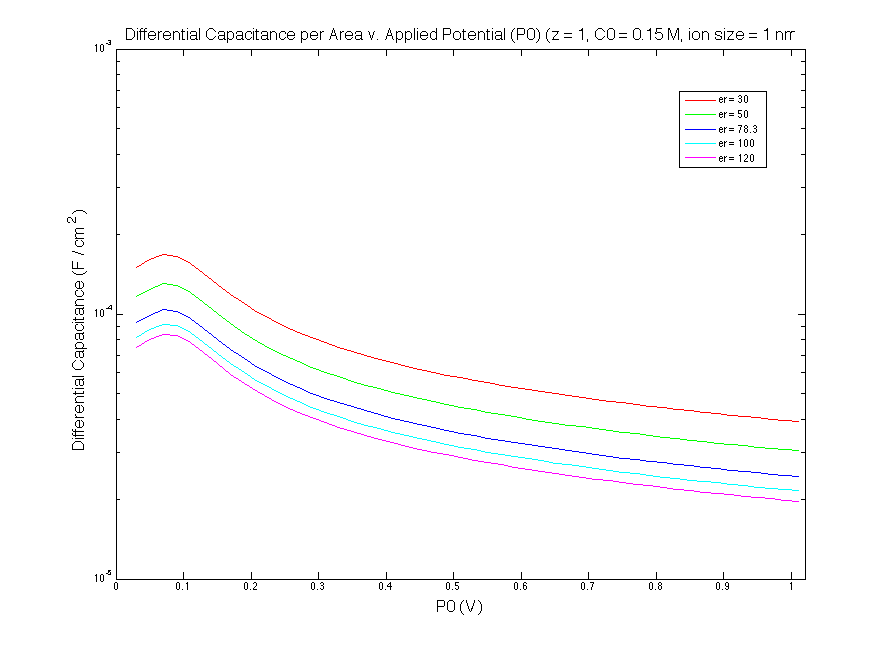 Differential Capacitance per Area v. Applied Potential (P0) (z = 1, C0 = 0.15 M, ion size = 1 nm
10^-3
er = 30
er = 50
er = 78.3
er = 100
er = 120
Differential Capacitance (F / cm^2)
10^-4
10^-5
0 0.1 0.2 0.3 0.4 0.5 0.6 0.7 0.8 0.9 1
P0 (V)